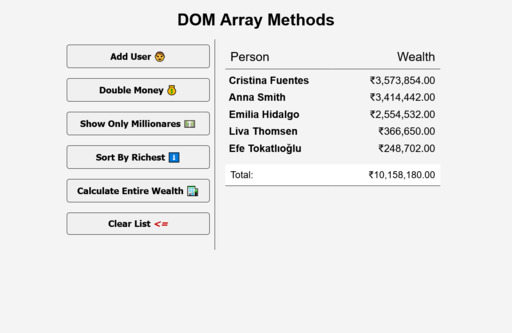 DOM Array Methods
Add User 👨
Double Money 💰
Show Only Millionares 💵
Sort By Richest ⬇
Calculate Entire Wealth 🏧
Clear List <=
Person Wealth
Cristina Fuentes ₹3,573,854.00
Anna Smith ₹3,414,442.00
Emilia Hidalgo ₹2,554,532.00
Liva Thomsen ₹366,650.00
Efe Tokatlıoğlu ₹248,702.00
Total: ₹10,158,180.00